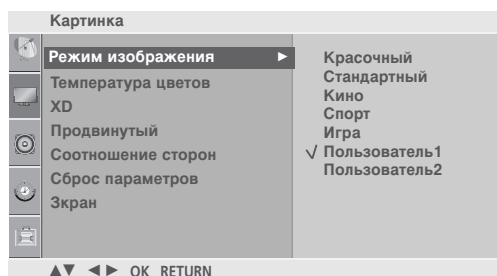 Картинка
Режим изображения ►
Температура цветов
XD
Продвинутый
Соотношение сторон
Сброс параметров
Зкран
Красочный
Стандартный
Кино
Спорт
Игра
√ Пользователь1
Пользователь2
▲▼ ◄► OK RETURN